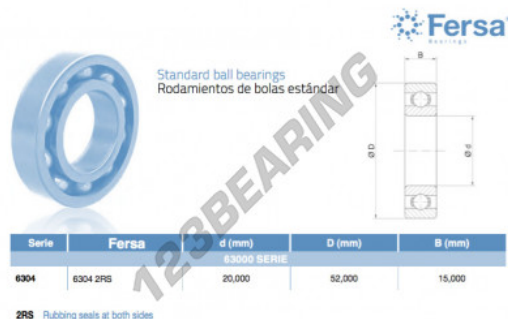 Fersa
Bearings
Standard ball bearings
Rodamientos de bolas estándar
B
Ø D
Ø d
123BEARING
Serie Fersa d (mm) D (mm) B (mm)
63000 SERIE
6304 6304 2RS 20,000 52,000 15,000
2RS Rubbing seals at both sides